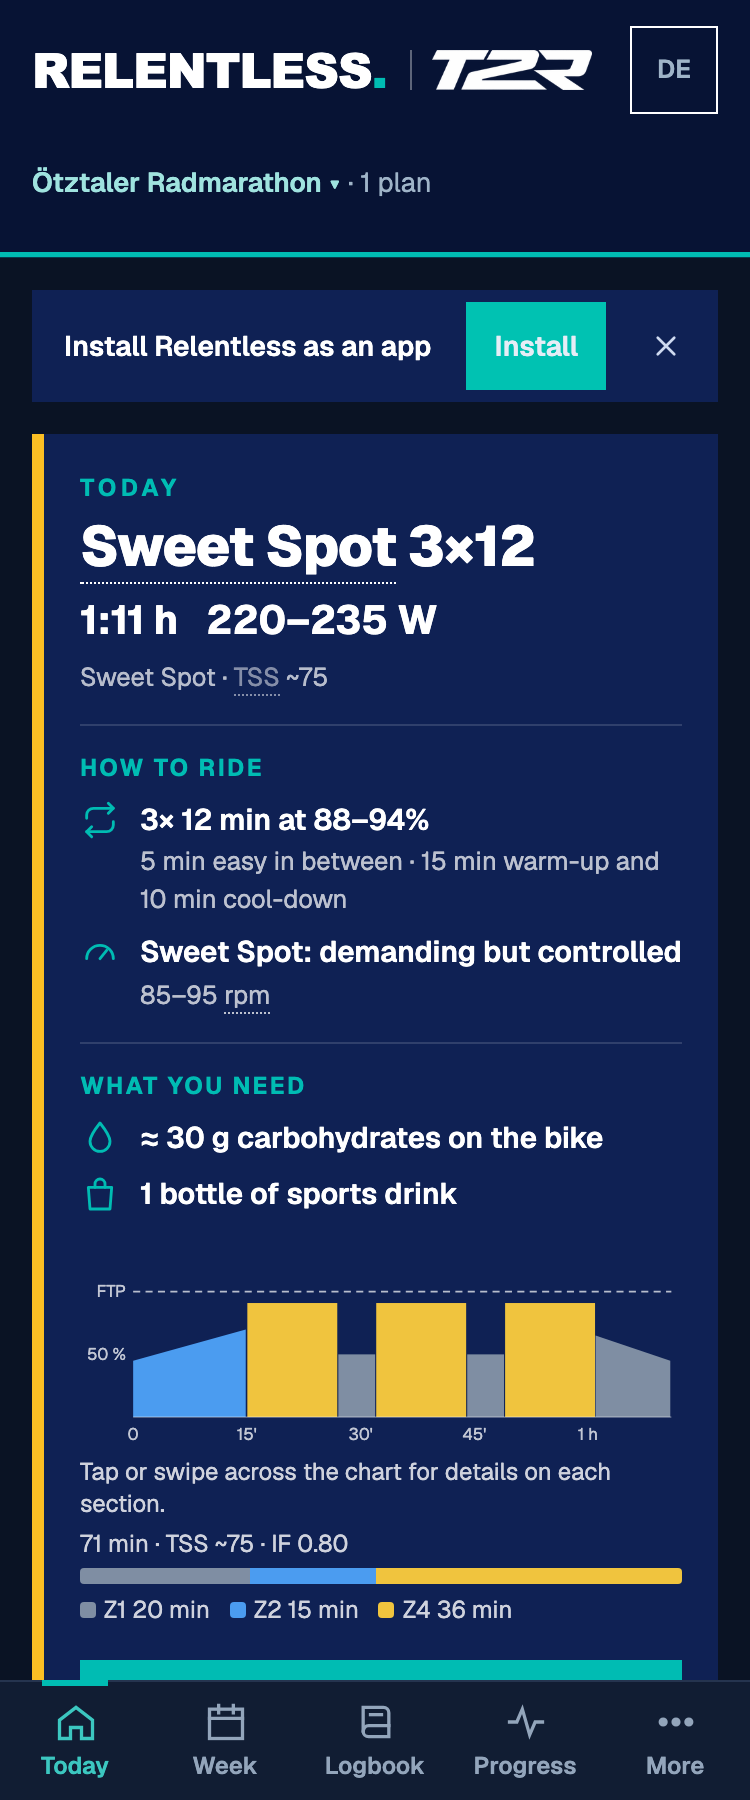 RELENTLESS. | T2R DE
Ötztaler Radmarathon ▾ · 1 plan
Install Relentless as an app Install ×
TODAY
Sweet Spot 3×12
1:11 h 220–235 W
Sweet Spot · TSS ~75
HOW TO RIDE
3× 12 min at 88–94%
5 min easy in between · 15 min warm-up and
10 min cool-down
Sweet Spot: demanding but controlled
85–95 rpm
WHAT YOU NEED
≈ 30 g carbohydrates on the bike
1 bottle of sports drink
FTP
50 %
0 15' 30' 45' 1 h
Tap or swipe across the chart for details on each
section.
71 min · TSS ~75 · IF 0.80
Z1 20 min Z2 15 min Z4 36 min
Today Week Logbook Progress More